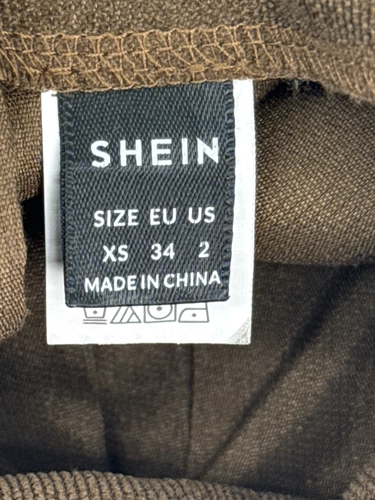 SHEIN
SIZE EU US
XS 34 2
MADE IN CHINA